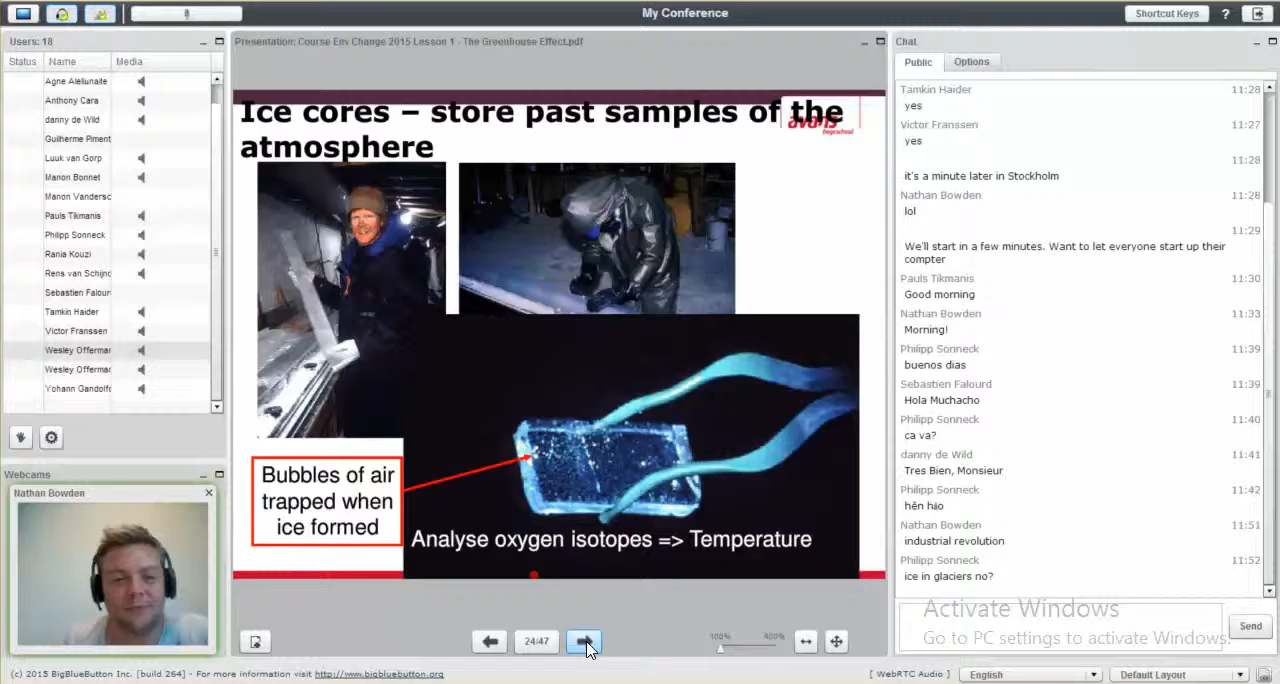 My Conference
Shortcut Keys
?
Users: 18
Status Name Media
Agne Aleliunaite
Anthony Cara
danny de Wild
Guilherme Piment
Luuk van Gorp
Manon Bonnet
Manon Vandersc
Pauls Tikmanis
Philipp Sonneck
Rania Kouzi
Rens van Schijnd
Sebastien Falour
Tamkin Haider
Victor Franssen
Wesley Offerman
Wesley Offerman
Yohann Gandolfo
Webcams
Nathan Bowden
Presentation: Course Env Change 2015 Lesson 1 - The Greenhouse Effect.pdf
Ice cores – store past samples of the
atmosphere
avans
hogeschool
Bubbles of air
trapped when
ice formed
Analyse oxygen isotopes => Temperature
24/47
100% 400%
Chat
Public Options
Tamkin Haider 11:28
yes
Victor Franssen 11:27
yes
11:28
it's a minute later in Stockholm
Nathan Bowden 11:28
lol
11:29
We'll start in a few minutes. Want to let everyone start up their
compter
Pauls Tikmanis 11:30
Good morning
Nathan Bowden 11:33
Morning!
Philipp Sonneck 11:39
buenos dias
Sebastien Falourd 11:39
Hola Muchacho
Philipp Sonneck 11:40
ca va?
danny de Wild 11:41
Tres Bien, Monsieur
Philipp Sonneck 11:42
hěn hǎo
Nathan Bowden 11:51
industrial revolution
Philipp Sonneck 11:52
ice in glaciers no?
Activate Windows
Go to PC settings to activate Windows.
Send
(c) 2015 BigBlueButton Inc. [build 264] - For more information visit http://www.bigbluebutton.org
[ WebRTC Audio ] English Default Layout